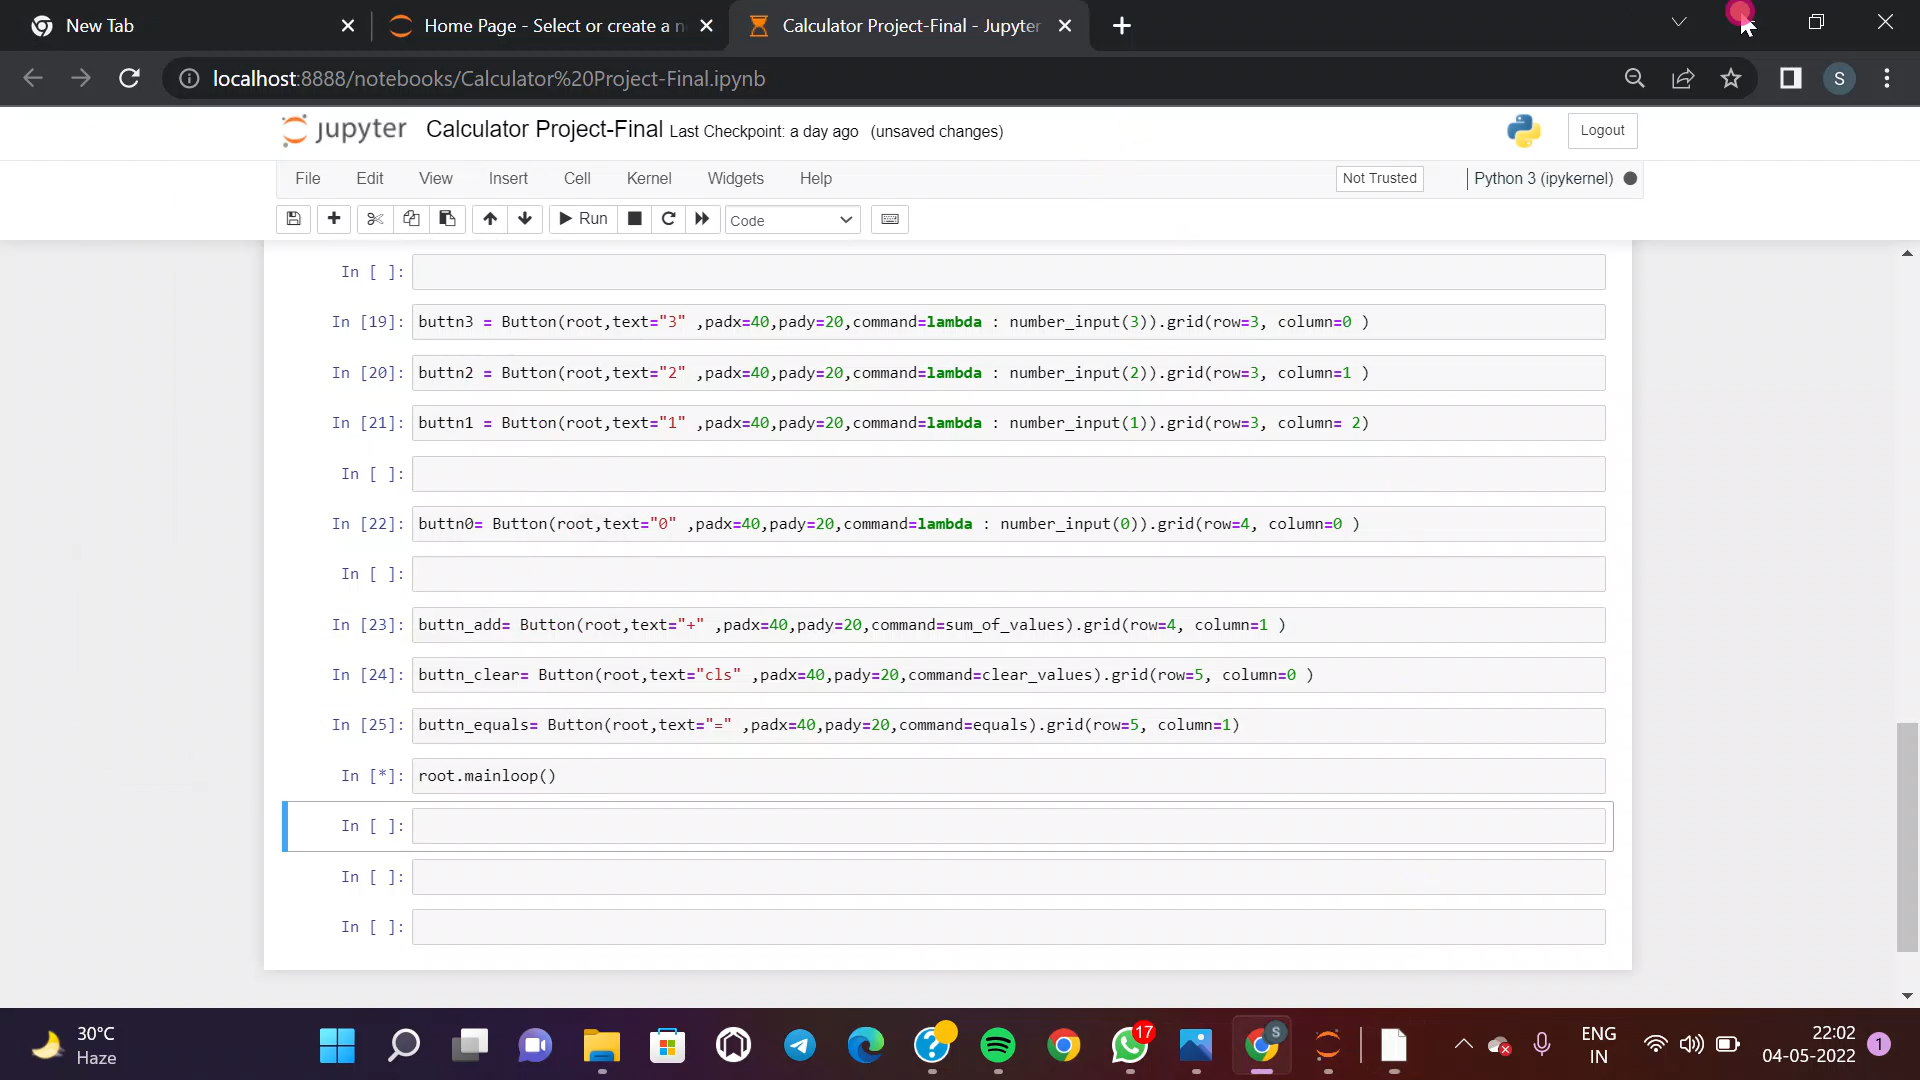 New Tab
Home Page - Select or create a n
Calculator Project-Final - Jupyter
localhost:8888/notebooks/Calculator%20Project-Final.ipynb
S
jupyter Calculator Project-Final Last Checkpoint: a day ago (unsaved changes)
Logout
File Edit View Insert Cell Kernel Widgets Help
Not Trusted
Python 3 (ipykernel)
Run
Code
In [ ]:
In [19]: buttn3 = Button(root,text="3" ,padx=40,pady=20,command=lambda : number_input(3)).grid(row=3, column=0 )
In [20]: buttn2 = Button(root,text="2" ,padx=40,pady=20,command=lambda : number_input(2)).grid(row=3, column=1 )
In [21]: buttn1 = Button(root,text="1" ,padx=40,pady=20,command=lambda : number_input(1)).grid(row=3, column= 2)
In [ ]:
In [22]: buttn0= Button(root,text="0" ,padx=40,pady=20,command=lambda : number_input(0)).grid(row=4, column=0 )
In [ ]:
In [23]: buttn_add= Button(root,text="+" ,padx=40,pady=20,command=sum_of_values).grid(row=4, column=1 )
In [24]: buttn_clear= Button(root,text="cls" ,padx=40,pady=20,command=clear_values).grid(row=5, column=0 )
In [25]: buttn_equals= Button(root,text="=" ,padx=40,pady=20,command=equals).grid(row=5, column=1)
In [*]: root.mainloop()
In [ ]:
In [ ]:
In [ ]:
30°C
Haze
17
S
ENG
IN
22:02
04-05-2022
1